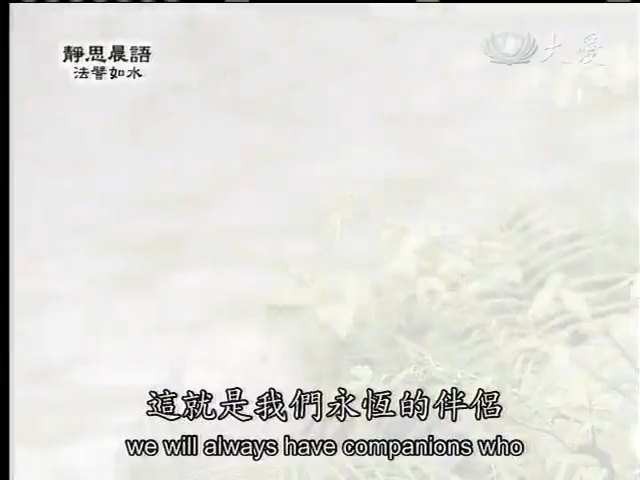 靜思晨語
法譬如水
大愛
這就是我們永恆的伴侶
we will always have companions who